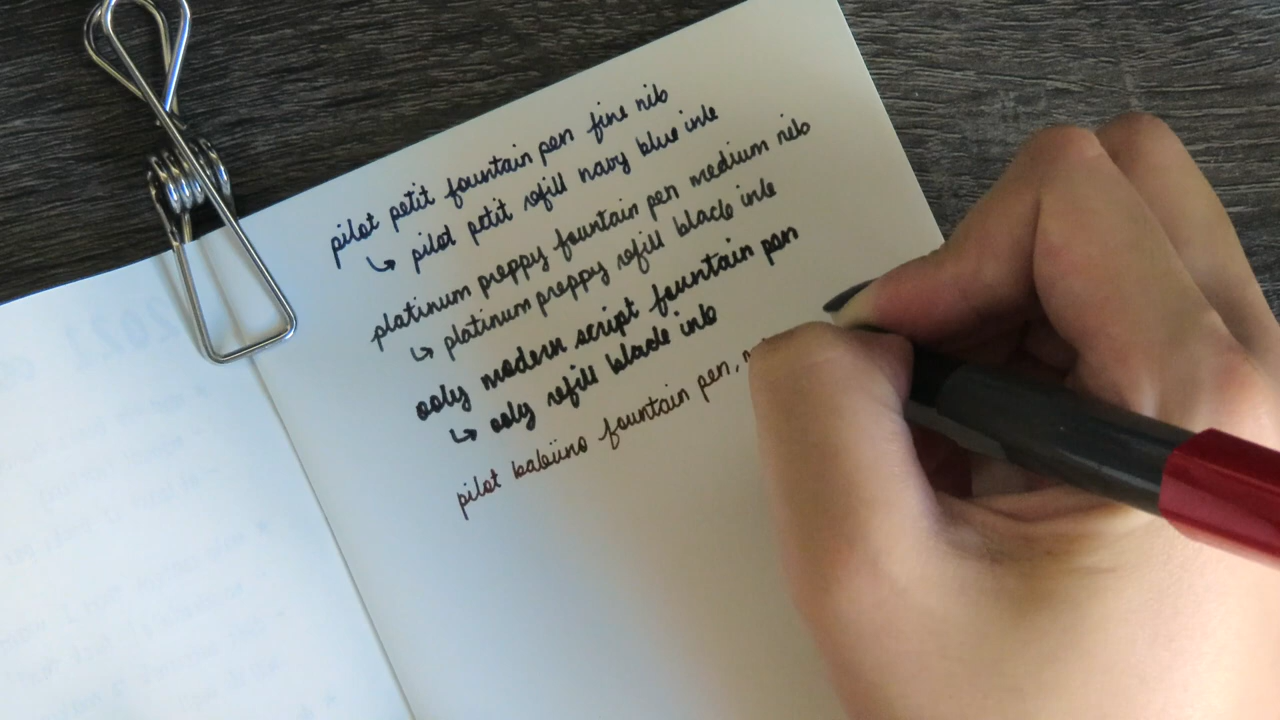 pilot petit fountain pen fine nib
↳ pilot petit refill navy blue ink
platinum preppy fountain pen medium nib
↳ platinum preppy refill black ink
ooly modern script fountain pen
↳ ooly refill black ink
pilot kakuno fountain pen,